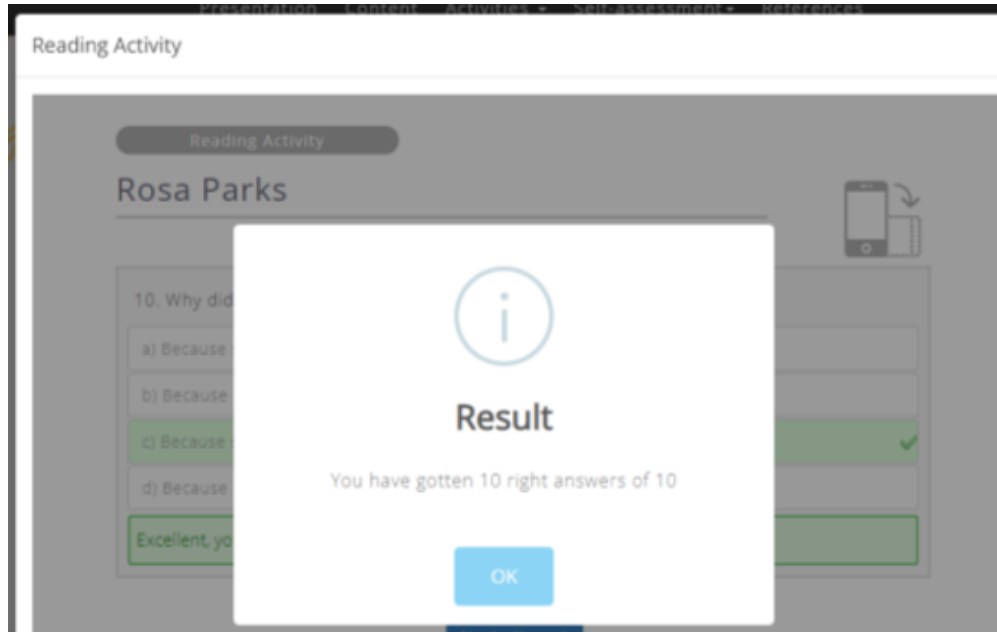 Presentation Content Activities Self-assessment References
Reading Activity
Reading Activity
Rosa Parks
10. Why did
a) Because
b) Because
c) Because
d) Because
Excellent, yo
Result
You have gotten 10 right answers of 10
OK